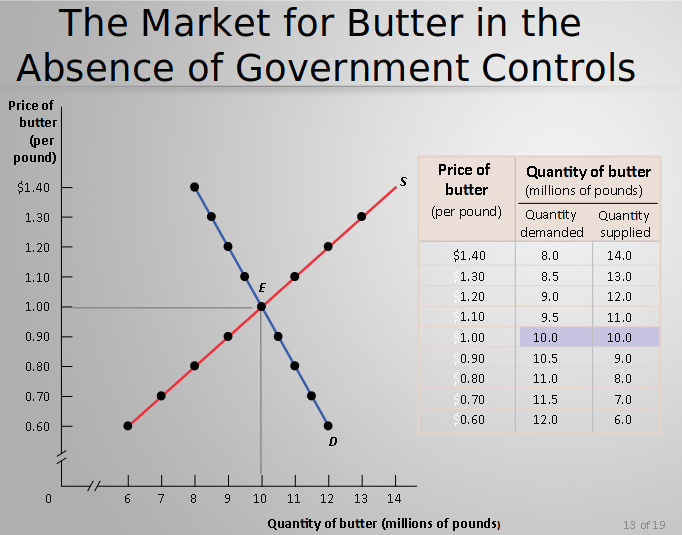 The Market for Butter in the
Absence of Government Controls
Price of
butter
(per
pound)
$1.40
1.30
1.20
1.10
1.00
0.90
0.80
0.70
0.60
0
6 7 8 9 10 11 12 13 14
Quantity of butter (millions of pounds)
S
E
D
Price of
butter
(per pound)
Quantity of butter
(millions of pounds)
Quantity
demanded
Quantity
supplied
$1.40 8.0 14.0
$1.30 8.5 13.0
$1.20 9.0 12.0
$1.10 9.5 11.0
$1.00 10.0 10.0
$0.90 10.5 9.0
$0.80 11.0 8.0
$0.70 11.5 7.0
$0.60 12.0 6.0
13 of 19